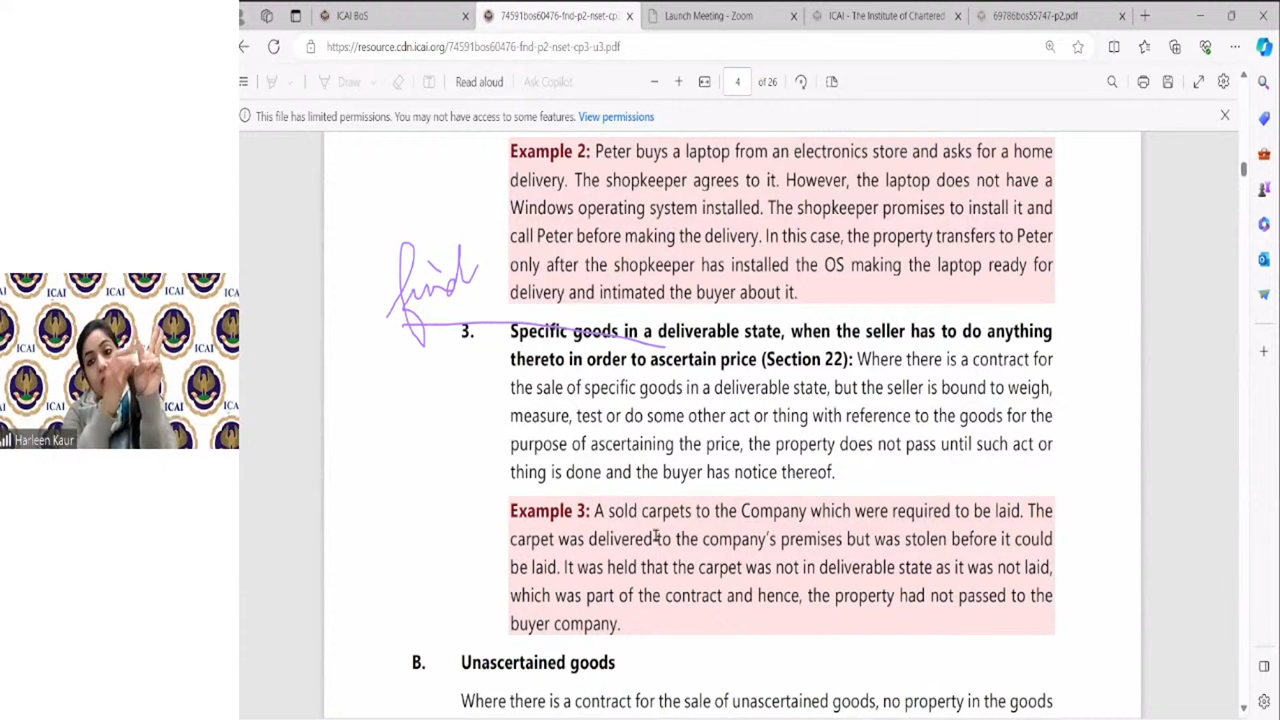 ICAI BoS
74591bos60476-fnd-p2-nset-cp
Launch Meeting - Zoom
ICAI - The Institute of Chartered
69786bos55747-p2.pdf
https://resource.cdn.icai.org/74591bos60476-fnd-p2-nset-cp3-u3.pdf
Draw
Read aloud
Ask Copilot
4
of 26
This file has limited permissions. You may not have access to some features. View permissions
Example 2: Peter buys a laptop from an electronics store and asks for a home
delivery. The shopkeeper agrees to it. However, the laptop does not have a
Windows operating system installed. The shopkeeper promises to install it and
call Peter before making the delivery. In this case, the property transfers to Peter
only after the shopkeeper has installed the OS making the laptop ready for
delivery and intimated the buyer about it.
find
3. Specific goods in a deliverable state, when the seller has to do anything
thereto in order to ascertain price (Section 22): Where there is a contract for
the sale of specific goods in a deliverable state, but the seller is bound to weigh,
measure, test or do some other act or thing with reference to the goods for the
purpose of ascertaining the price, the property does not pass until such act or
thing is done and the buyer has notice thereof.
Example 3: A sold carpets to the Company which were required to be laid. The
carpet was delivered to the company's premises but was stolen before it could
be laid. It was held that the carpet was not in deliverable state as it was not laid,
which was part of the contract and hence, the property had not passed to the
buyer company.
B. Unascertained goods
Where there is a contract for the sale of unascertained goods, no property in the goods
ICAI
ICAI
ICAI
ICAI
Harleen Kaur